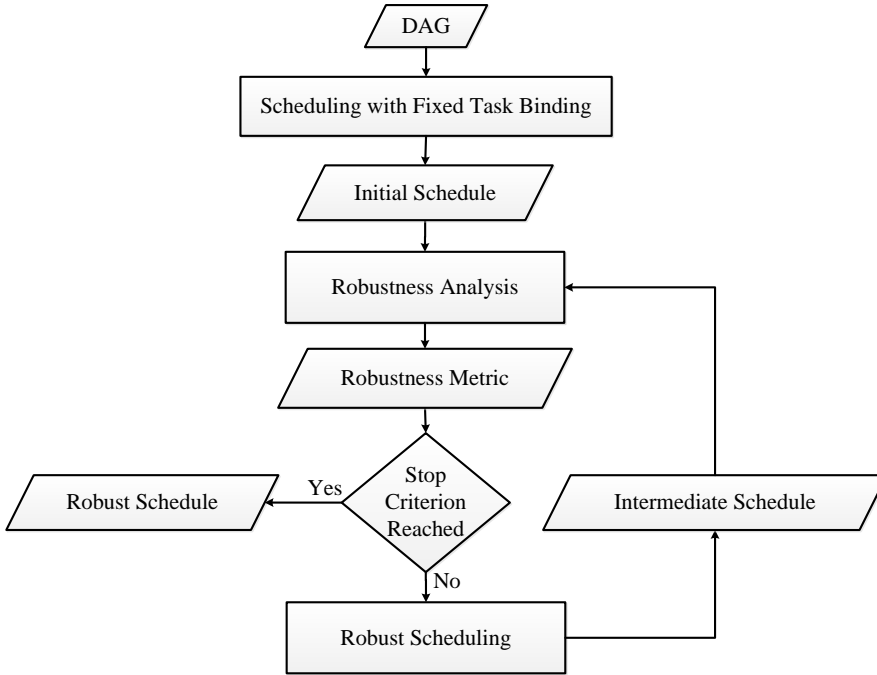 DAG
Scheduling with Fixed Task Binding
Initial Schedule
Robustness Analysis
Robustness Metric
Stop
Criterion
Reached
Yes
Robust Schedule
Intermediate Schedule
No
Robust Scheduling